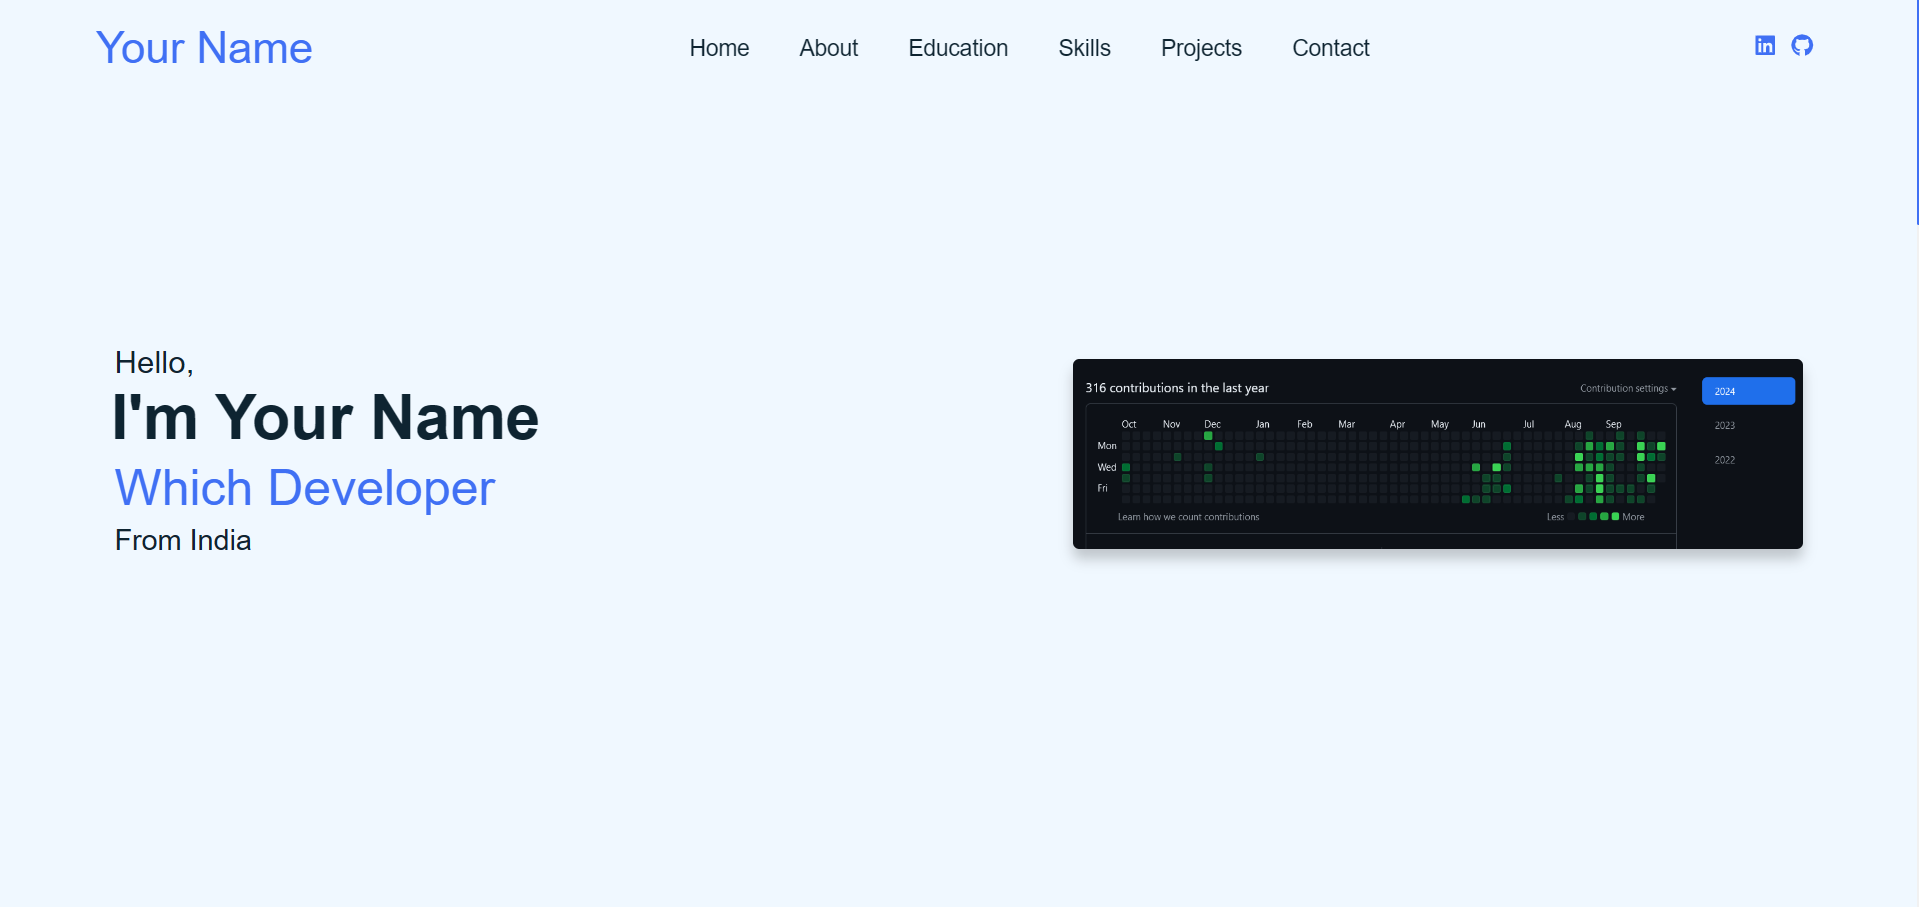 Your Name
Home About Education Skills Projects Contact
Hello,
I'm Your Name
Which Developer
From India
316 contributions in the last year
Contribution settings
2024
2023
2022
Oct Nov Dec Jan Feb Mar Apr May Jun Jul Aug Sep
Mon
Wed
Fri
Learn how we count contributions
Less More